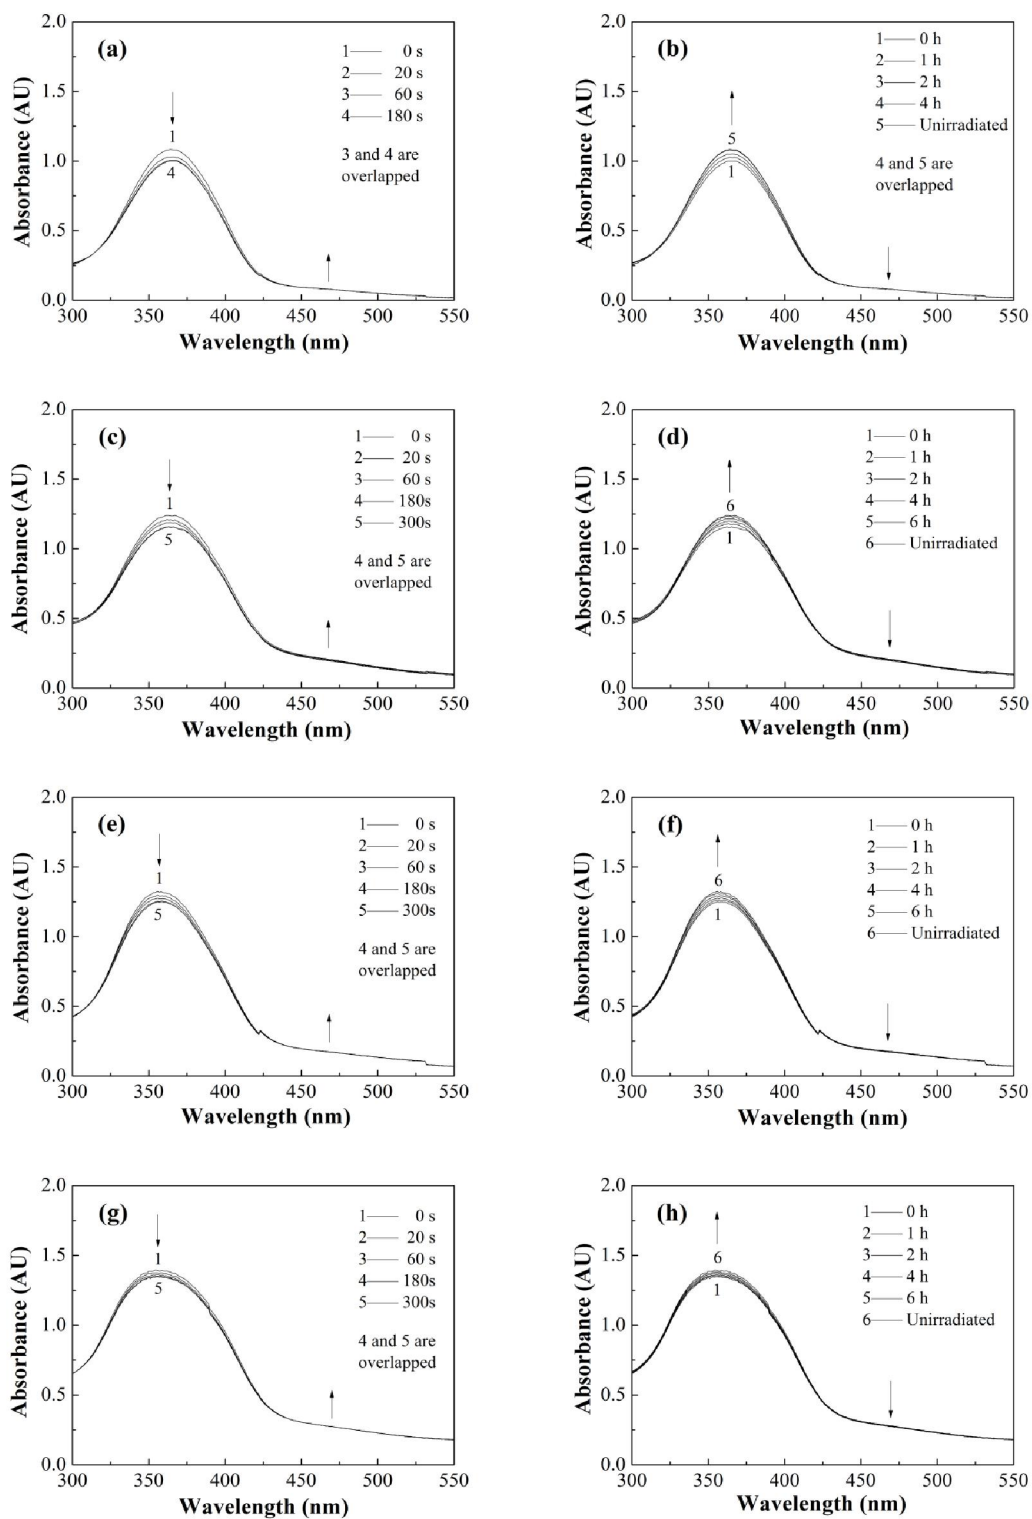 (a)
1 0 s
2 20 s
3 60 s
4 180 s
3 and 4 are
overlapped
1
4
2.0
1.5
1.0
0.5
0.0
300 350 400 450 500 550
Absorbance (AU)
Wavelength (nm)
(b)
1 0 h
2 1 h
3 2 h
4 4 h
5 Unirradiated
4 and 5 are
overlapped
5
1
2.0
1.5
1.0
0.5
0.0
300 350 400 450 500 550
Absorbance (AU)
Wavelength (nm)
(c)
1 0 s
2 20 s
3 60 s
4 180s
5 300s
4 and 5 are
overlapped
1
5
2.0
1.5
1.0
0.5
0.0
300 350 400 450 500 550
Absorbance (AU)
Wavelength (nm)
(d)
1 0 h
2 1 h
3 2 h
4 4 h
5 6 h
6 Unirradiated
6
1
2.0
1.5
1.0
0.5
0.0
300 350 400 450 500 550
Absorbance (AU)
Wavelength (nm)
(e)
1 0 s
2 20 s
3 60 s
4 180s
5 300s
4 and 5 are
overlapped
1
5
2.0
1.5
1.0
0.5
0.0
300 350 400 450 500 550
Absorbance (AU)
Wavelength (nm)
(f)
1 0 h
2 1 h
3 2 h
4 4 h
5 6 h
6 Unirradiated
6
1
2.0
1.5
1.0
0.5
0.0
300 350 400 450 500 550
Absorbance (AU)
Wavelength (nm)
(g)
1 0 s
2 20 s
3 60 s
4 180s
5 300s
4 and 5 are
overlapped
1
5
2.0
1.5
1.0
0.5
0.0
300 350 400 450 500 550
Absorbance (AU)
Wavelength (nm)
(h)
1 0 h
2 1 h
3 2 h
4 4 h
5 6 h
6 Unirradiated
6
1
2.0
1.5
1.0
0.5
0.0
300 350 400 450 500 550
Absorbance (AU)
Wavelength (nm)